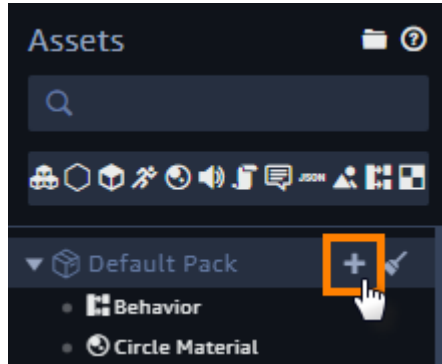 Assets
JSON
Default Pack
Behavior
Circle Material